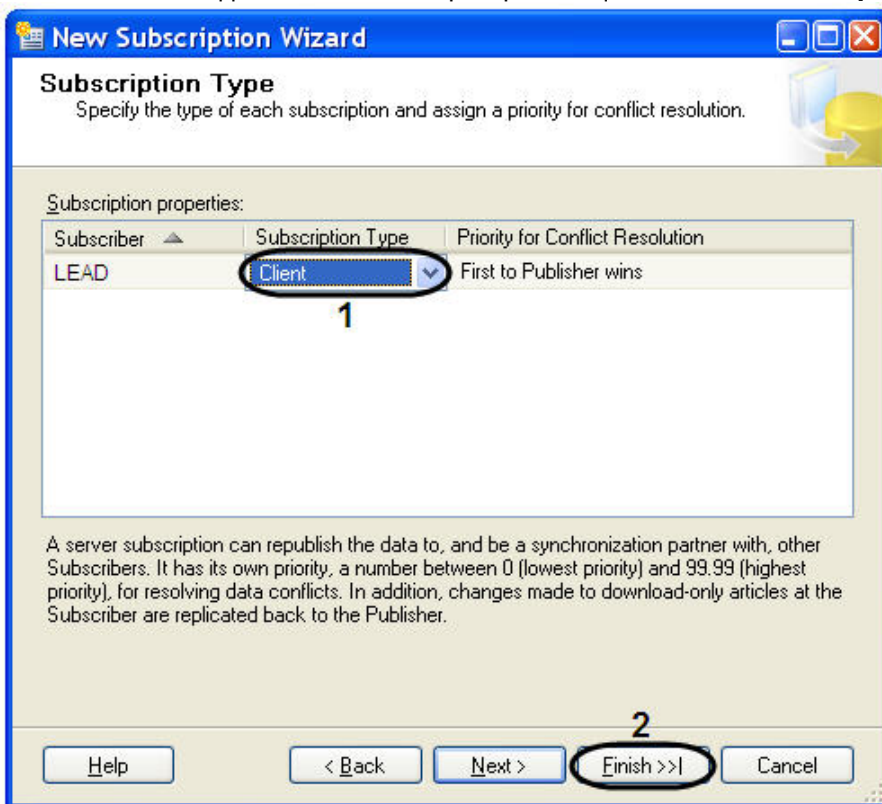 New Subscription Wizard
Subscription Type
Specify the type of each subscription and assign a priority for conflict resolution.
Subscription properties:
Subscriber Subscription Type Priority for Conflict Resolution
LEAD Client First to Publisher wins
1
A server subscription can republish the data to, and be a synchronization partner with, other
Subscribers. It has its own priority, a number between 0 (lowest priority) and 99.99 (highest
priority), for resolving data conflicts. In addition, changes made to download-only articles at the
Subscriber are replicated back to the Publisher.
2
Help < Back Next > Finish >>| Cancel